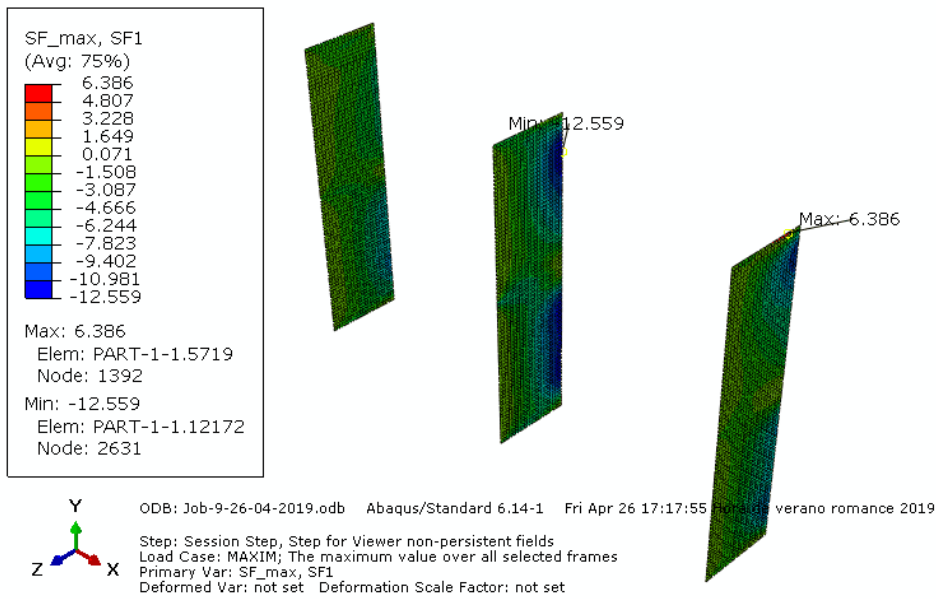 SF_max, SF1
(Avg: 75%)
6.386
4.807
3.228
1.649
0.071
-1.508
-3.087
-4.666
-6.244
-7.823
-9.402
-10.981
-12.559
Max: 6.386
Elem: PART-1-1.5719
Node: 1392
Min: -12.559
Elem: PART-1-1.12172
Node: 2631
Min: -12.559
Max: 6.386
Y
Z
X
ODB: Job-9-26-04-2019.odb Abaqus/Standard 6.14-1 Fri Apr 26 17:17:55 Hora de verano romance 2019
Step: Session Step, Step for Viewer non-persistent fields
Load Case: MAXIM; The maximum value over all selected frames
Primary Var: SF_max, SF1
Deformed Var: not set Deformation Scale Factor: not set